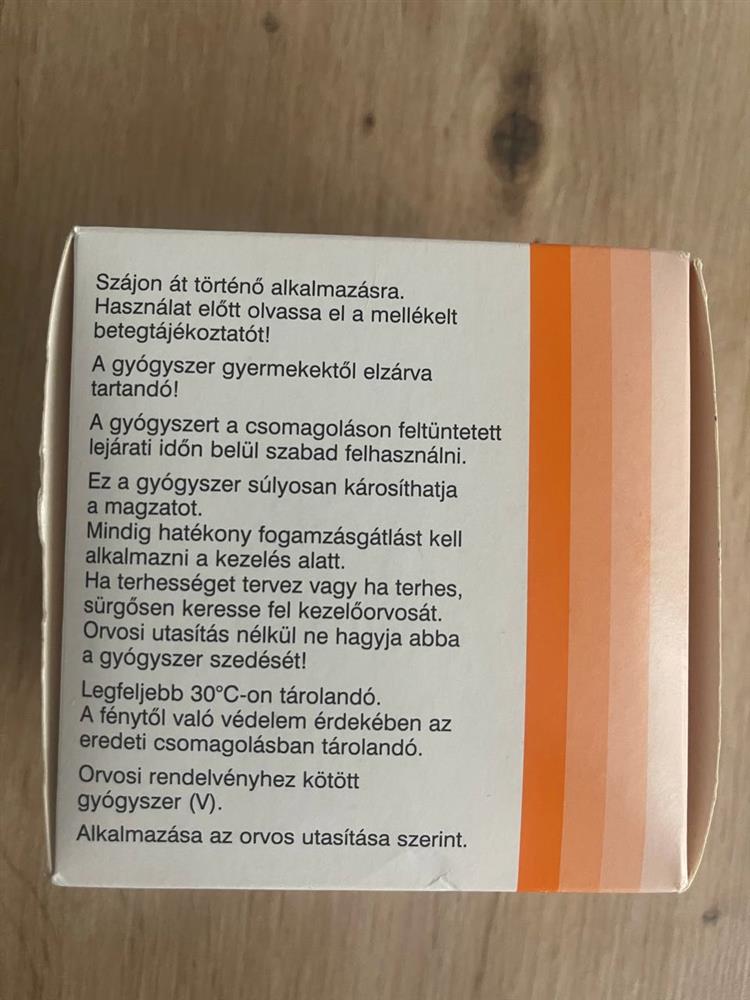 Szájon át történő alkalmazásra.
Használat előtt olvassa el a mellékelt
betegtájékoztatót!
A gyógyszer gyermekektől elzárva
tartandó!
A gyógyszert a csomagoláson feltüntetett
lejárati időn belül szabad felhasználni.
Ez a gyógyszer súlyosan károsíthatja
a magzatot.
Mindig hatékony fogamzásgátlást kell
alkalmazni a kezelés alatt.
Ha terhességet tervez vagy ha terhes,
sürgősen keresse fel kezelőorvosát.
Orvosi utasítás nélkül ne hagyja abba
a gyógyszer szedését!
Legfeljebb 30°C-on tárolandó.
A fénytől való védelem érdekében az
eredeti csomagolásban tárolandó.
Orvosi rendelvényhez kötött
gyógyszer (V).
Alkalmazása az orvos utasítása szerint.